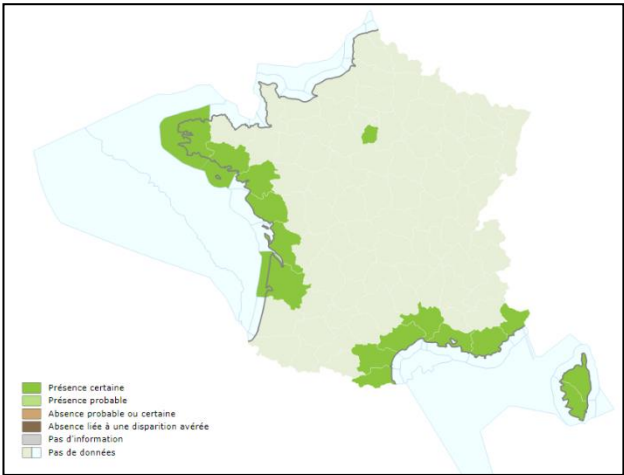 Présence certaine
Présence probable
Absence probable ou certaine
Absence liée à une disparition avérée
Pas d'information
Pas de données